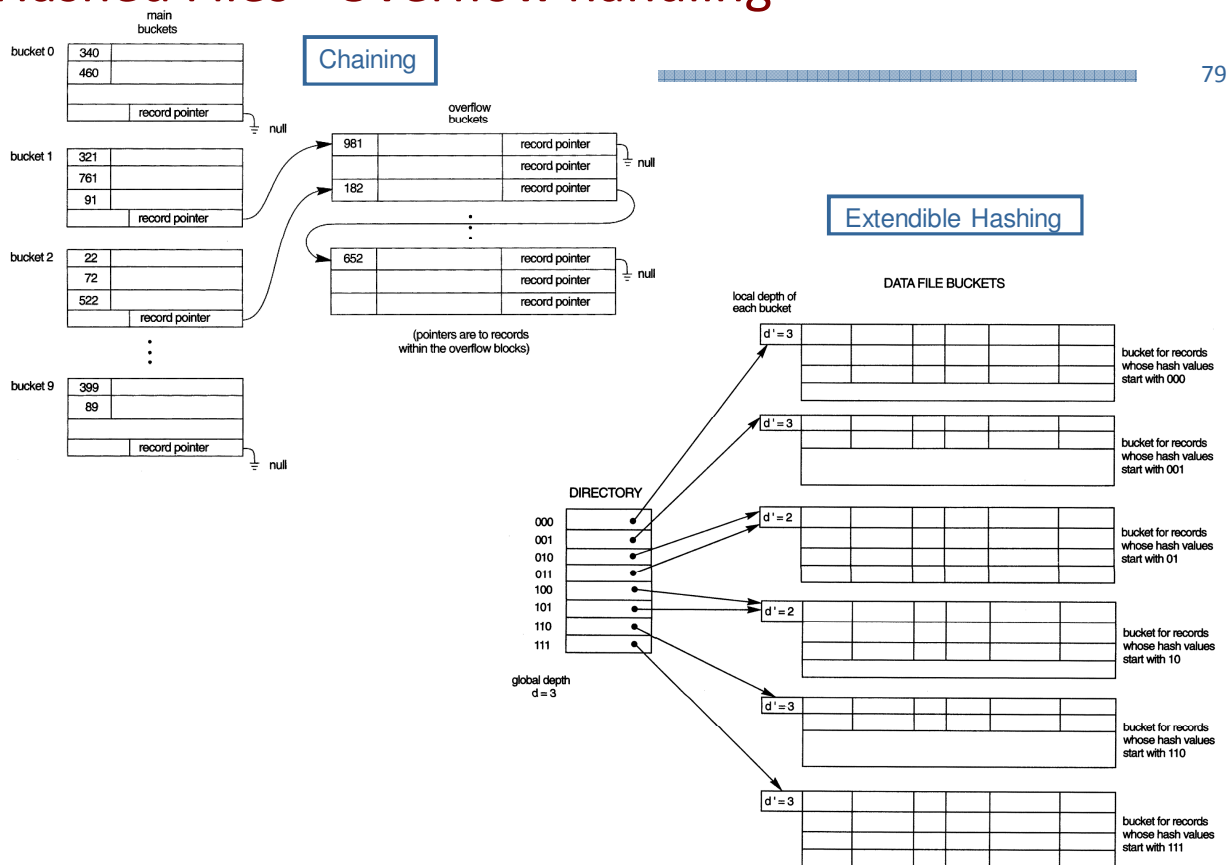 Hashed Files - Overflow handling
79
Chaining
main
buckets
bucket 0
340
460
record pointer
null
bucket 1
321
761
91
record pointer
bucket 2
22
72
522
record pointer
bucket 9
399
89
record pointer
null
overflow
buckets
981
record pointer
null
record pointer
182
record pointer
652
record pointer
null
record pointer
record pointer
(pointers are to records
within the overflow blocks)
Extendible Hashing
DATA FILE BUCKETS
local depth of
each bucket
d' = 3
bucket for records
whose hash values
start with 000
d' = 3
bucket for records
whose hash values
start with 001
d' = 2
bucket for records
whose hash values
start with 01
d' = 2
bucket for records
whose hash values
start with 10
d' = 3
bucket for records
whose hash values
start with 110
d' = 3
bucket for records
whose hash values
start with 111
DIRECTORY
000
001
010
011
100
101
110
111
global depth
d = 3